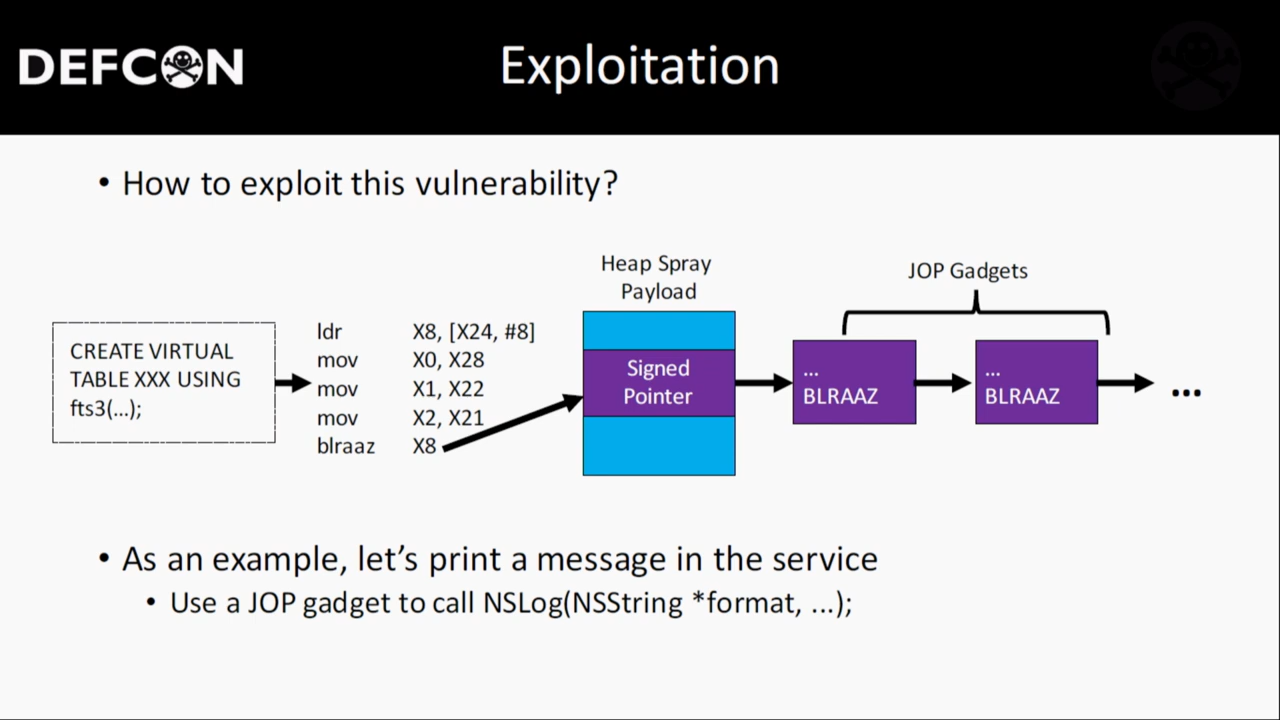 DEFCON
Exploitation
• How to exploit this vulnerability?
CREATE VIRTUAL
TABLE XXX USING
fts3(...);
ldr X8, [X24, #8]
mov X0, X28
mov X1, X22
mov X2, X21
blraaz X8
Heap Spray
Payload
Signed
Pointer
JOP Gadgets
...
BLRAAZ
...
BLRAAZ
...
• As an example, let’s print a message in the service
• Use a JOP gadget to call NSLog(NSString *format, ...);